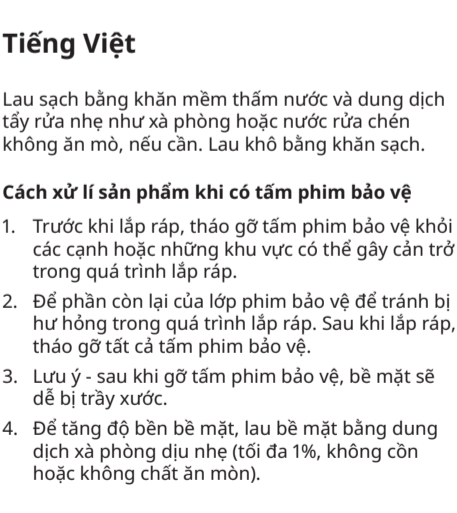 Tiếng Việt
Lau sạch bằng khăn mềm thấm nước và dung dịch
tẩy rửa nhẹ như xà phòng hoặc nước rửa chén
không ăn mò, nếu cần. Lau khô bằng khăn sạch.
Cách xử lí sản phẩm khi có tấm phim bảo vệ
1. Trước khi lắp ráp, tháo gỡ tấm phim bảo vệ khỏi
các cạnh hoặc những khu vực có thể gây cản trở
trong quá trình lắp ráp.
2. Để phần còn lại của lớp phim bảo vệ để tránh bị
hư hỏng trong quá trình lắp ráp. Sau khi lắp ráp,
tháo gỡ tất cả tấm phim bảo vệ.
3. Lưu ý - sau khi gỡ tấm phim bảo vệ, bề mặt sẽ
dễ bị trầy xước.
4. Để tăng độ bền bề mặt, lau bề mặt bằng dung
dịch xà phòng dịu nhẹ (tối đa 1%, không cồn
hoặc không chất ăn mòn).